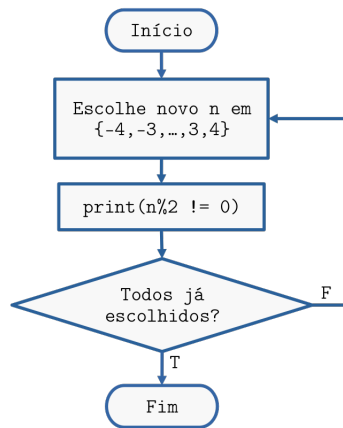 Início
Escolhe novo n em
{-4,-3,…,3,4}
print(n%2 != 0)
Todos já
escolhidos?
F
T
Fim